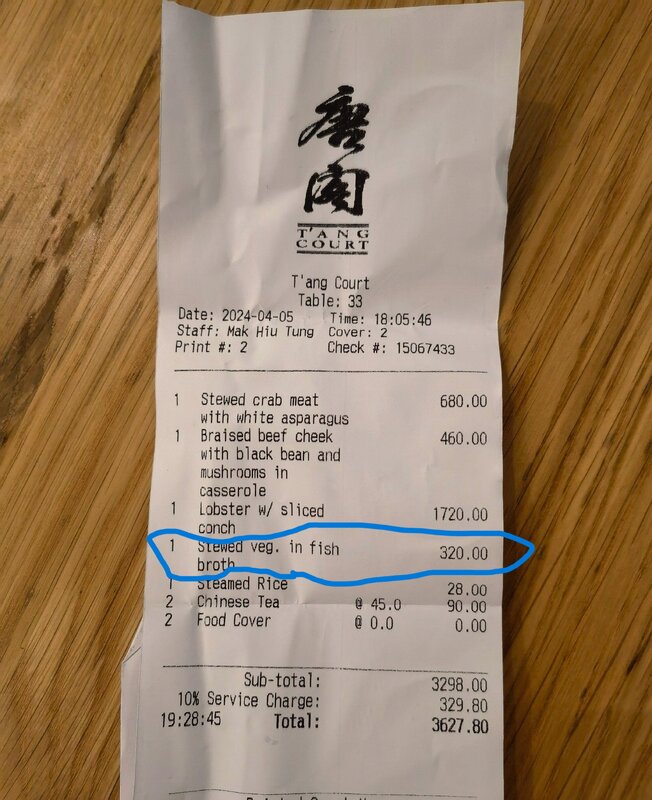 唐閣
T'ANG
COURT
T'ang Court
Table: 33
Date: 2024-04-05 Time: 18:05:46
Staff: Mak Hiu Tung Cover: 2
Print #: 2 Check #: 15067433
1 Stewed crab meat 680.00
with white asparagus
1 Braised beef cheek 460.00
with black bean and
mushrooms in
casserole
1 Lobster w/ sliced 1720.00
conch
1 Stewed veg. in fish 320.00
broth
1 Steamed Rice 28.00
2 Chinese Tea @ 45.0 90.00
2 Food Cover @ 0.0 0.00
Sub-total: 3298.00
10% Service Charge: 329.80
19:28:45 Total: 3627.80